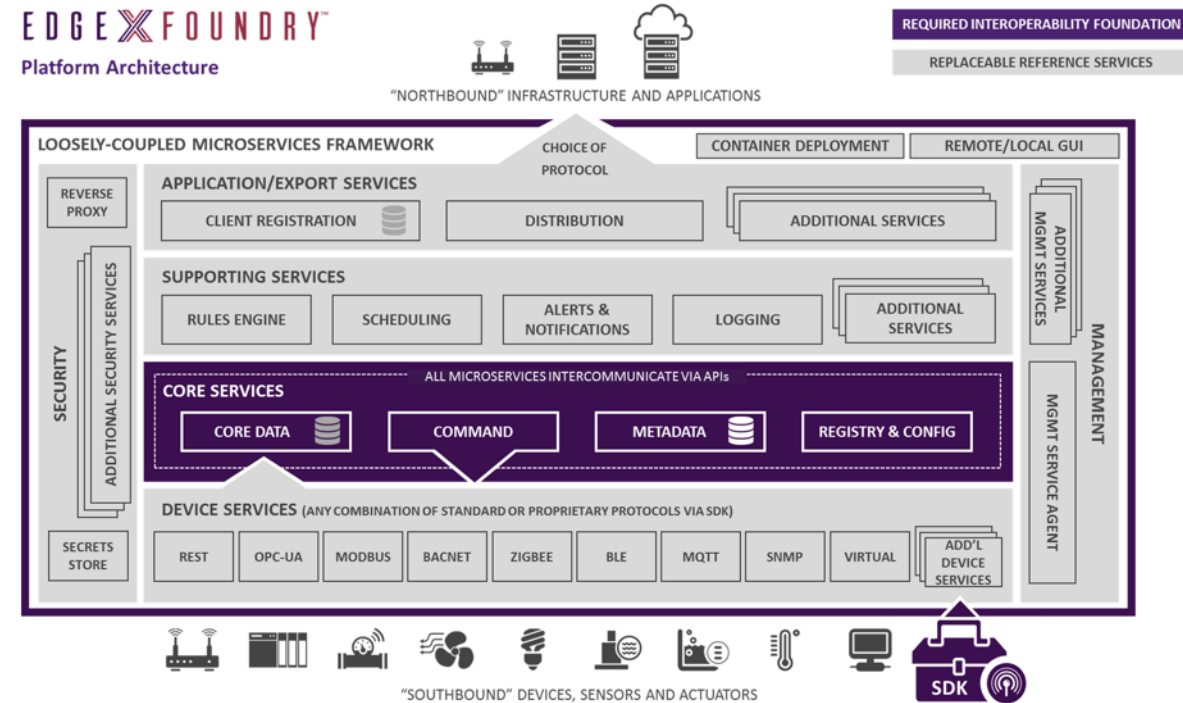 EDGE X FOUNDRY™
Platform Architecture
REQUIRED INTEROPERABILITY FOUNDATION
REPLACEABLE REFERENCE SERVICES
"NORTHBOUND" INFRASTRUCTURE AND APPLICATIONS
LOOSELY-COUPLED MICROSERVICES FRAMEWORK
CHOICE OF
PROTOCOL
CONTAINER DEPLOYMENT
REMOTE/LOCAL GUI
REVERSE
PROXY
SECURITY
ADDITIONAL SECURITY SERVICES
SECRETS
STORE
APPLICATION/EXPORT SERVICES
CLIENT REGISTRATION
DISTRIBUTION
ADDITIONAL SERVICES
SUPPORTING SERVICES
RULES ENGINE
SCHEDULING
ALERTS &
NOTIFICATIONS
LOGGING
ADDITIONAL
SERVICES
ALL MICROSERVICES INTERCOMMUNICATE VIA APIs
CORE SERVICES
CORE DATA
COMMAND
METADATA
REGISTRY & CONFIG
DEVICE SERVICES (ANY COMBINATION OF STANDARD OR PROPRIETARY PROTOCOLS VIA SDK)
REST
OPC-UA
MODBUS
BACNET
ZIGBEE
BLE
MQTT
SNMP
VIRTUAL
ADD'L
DEVICE
SERVICES
ADDITIONAL
MGMT SERVICES
MANAGEMENT
MGMT SERVICE AGENT
"SOUTHBOUND" DEVICES, SENSORS AND ACTUATORS
SDK